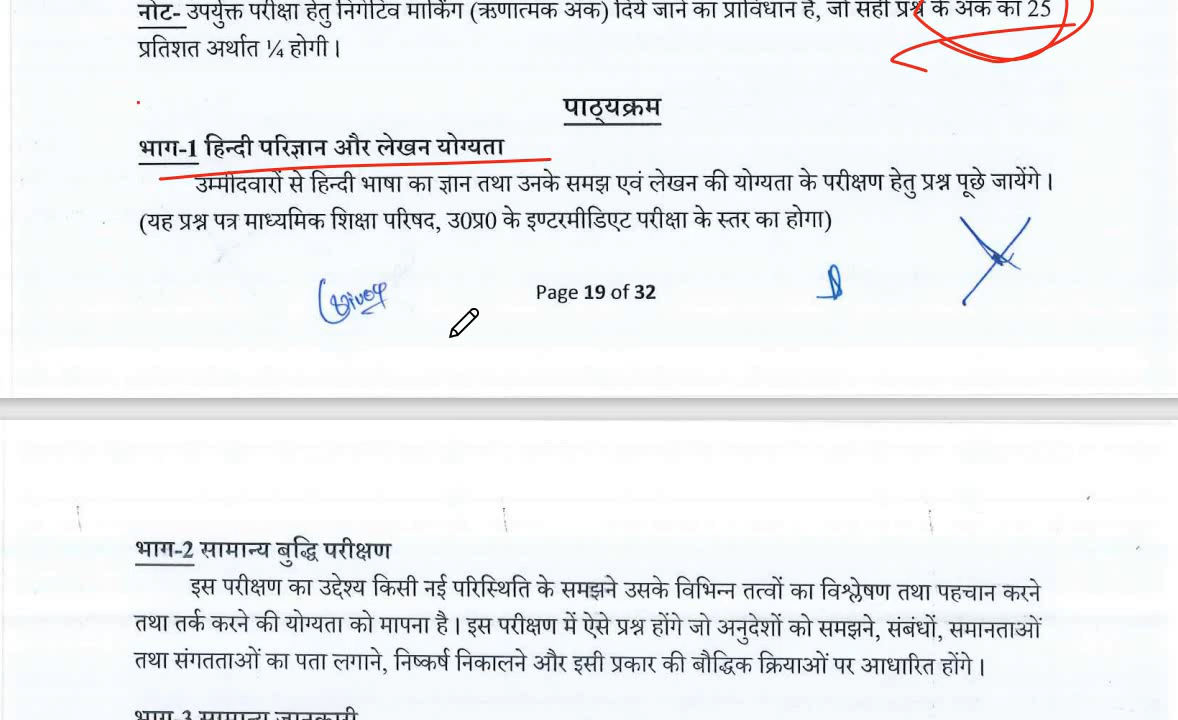 नोट- उपर्युक्त परीक्षा हेतु निगेटिव मार्किंग (ऋणात्मक अंक) दिये जाने का प्राविधान है, जो सही प्रश्न के अंक का 25
प्रतिशत अर्थात ¼ होगी।
पाठ्यक्रम
भाग-1 हिन्दी परिज्ञान और लेखन योग्यता
उम्मीदवारों से हिन्दी भाषा का ज्ञान तथा उनके समझ एवं लेखन की योग्यता के परीक्षण हेतु प्रश्न पूछे जायेंगे।
(यह प्रश्न पत्र माध्यमिक शिक्षा परिषद, उ0प्र0 के इण्टरमीडिएट परीक्षा के स्तर का होगा)
Page 19 of 32
भाग-2 सामान्य बुद्धि परीक्षण
इस परीक्षण का उद्देश्य किसी नई परिस्थिति के समझने उसके विभिन्न तत्वों का विश्लेषण तथा पहचान करने
तथा तर्क करने की योग्यता को मापना है। इस परीक्षण में ऐसे प्रश्न होंगे जो अनुदेशों को समझने, संबंधों, समानताओं
तथा संगतताओं का पता लगाने, निष्कर्ष निकालने और इसी प्रकार की बौद्धिक क्रियाओं पर आधारित होंगे।
भाग-3 सामान्य जानकारी